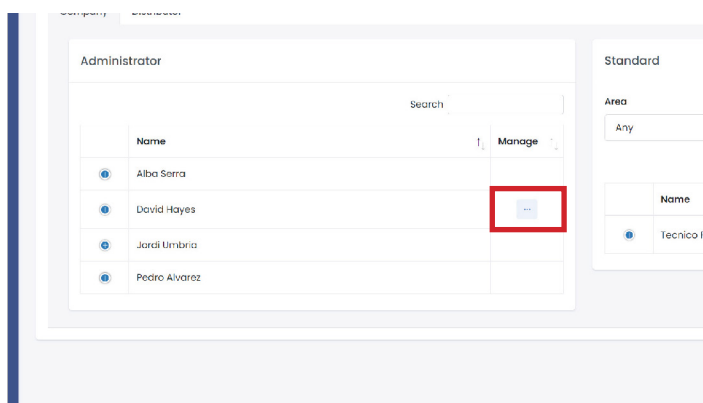 Company Distributor
Administrator
Search
Name Manage
Alba Serra
David Hayes
Jordi Umbria
Pedro Alvarez
Standard
Area
Any
Name
Tecnico